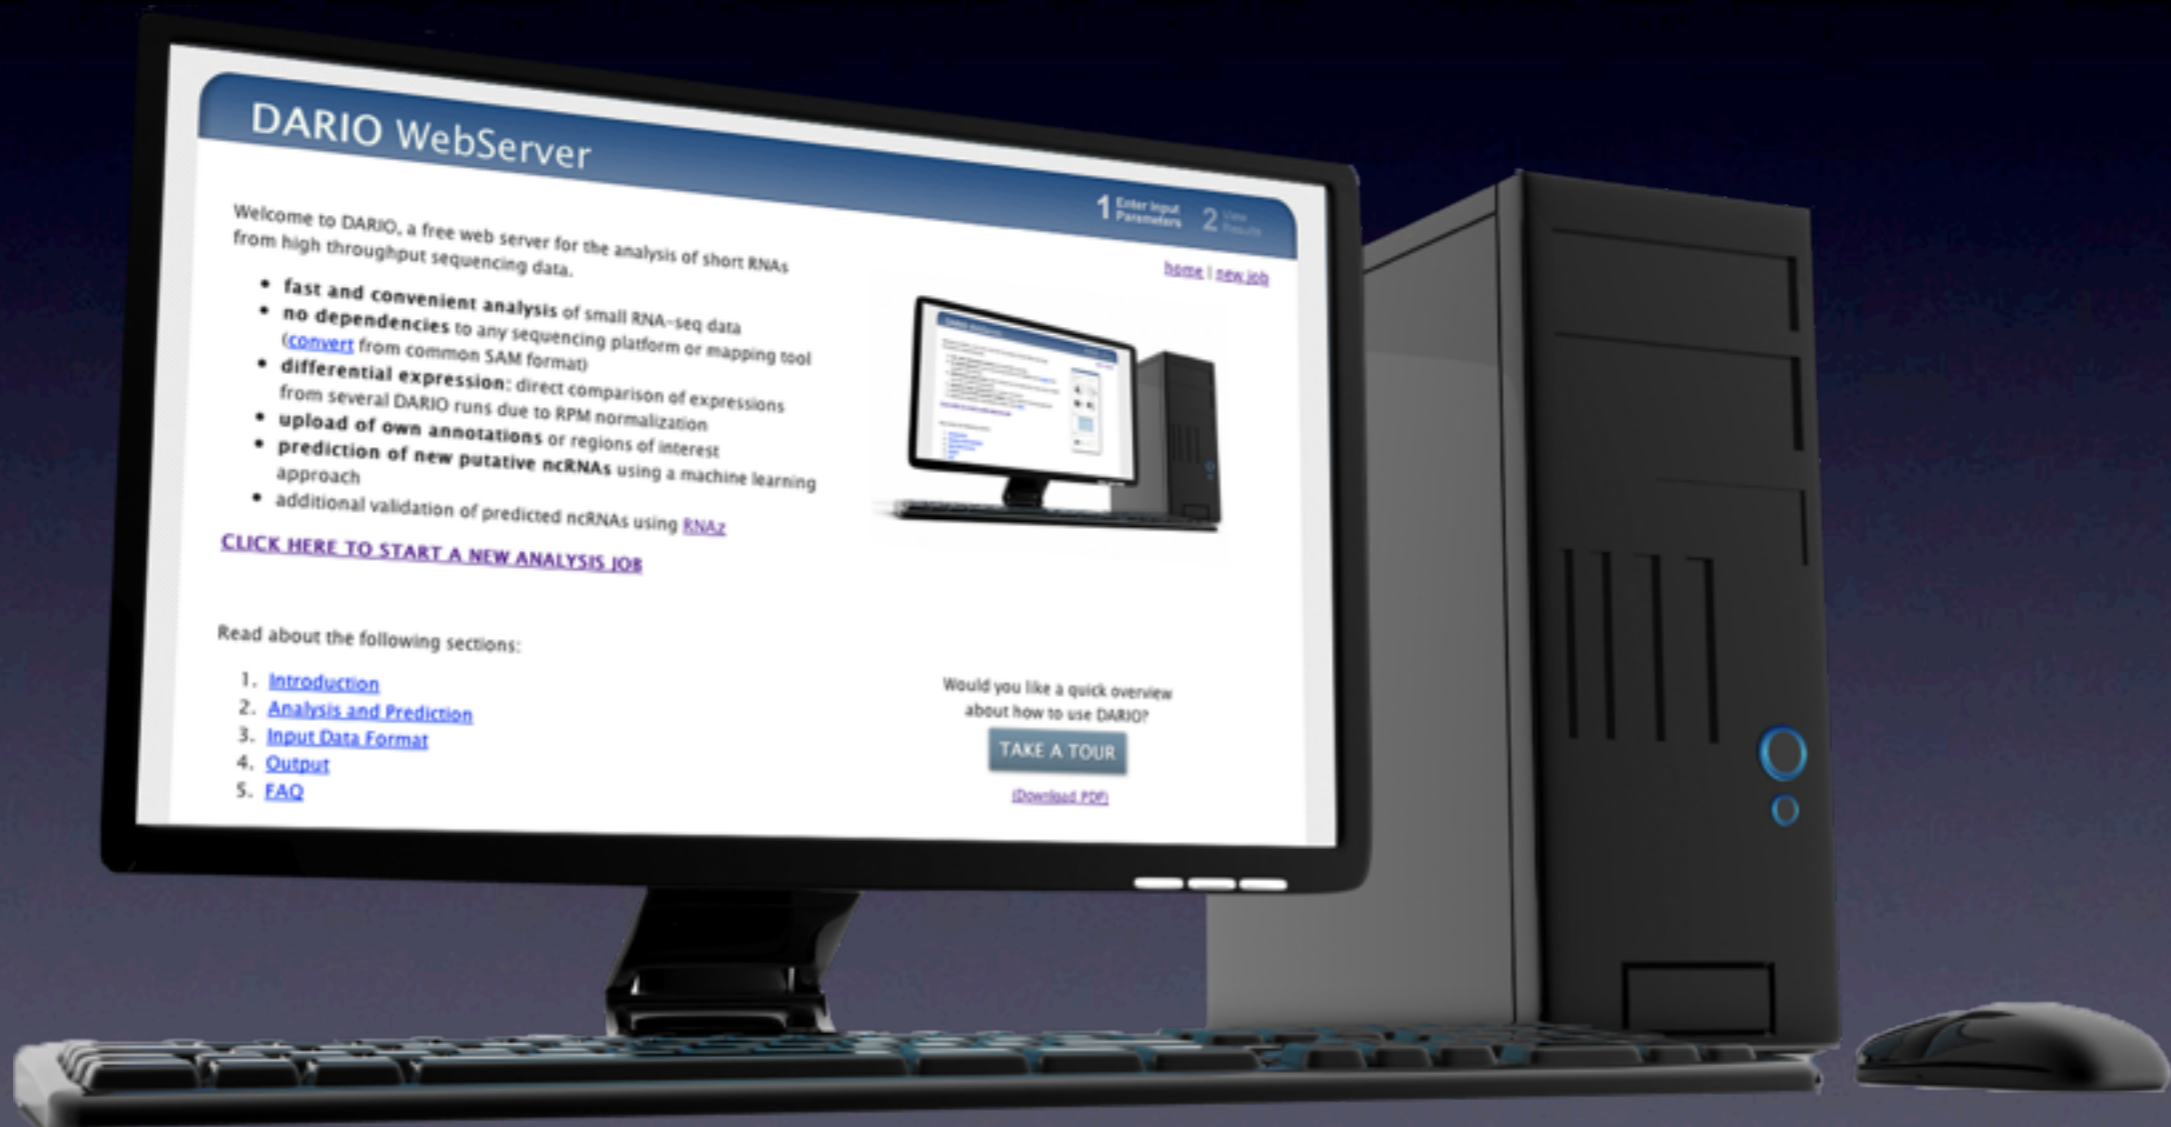 DARIO WebServer
1 Enter Input
Parameters
2 View
Results
home | new job
Welcome to DARIO, a free web server for the analysis of short RNAs
from high throughput sequencing data.
• fast and convenient analysis of small RNA-seq data
• no dependencies to any sequencing platform or mapping tool
(convert from common SAM format)
• differential expression: direct comparison of expressions
from several DARIO runs due to RPM normalization
• upload of own annotations or regions of interest
• prediction of new putative ncRNAs using a machine learning
approach
• additional validation of predicted ncRNAs using RNAz
CLICK HERE TO START A NEW ANALYSIS JOB
Read about the following sections:
1. Introduction
2. Analysis and Prediction
3. Input Data Format
4. Output
5. FAQ
Would you like a quick overview
about how to use DARIO?
TAKE A TOUR
(Download PDF)